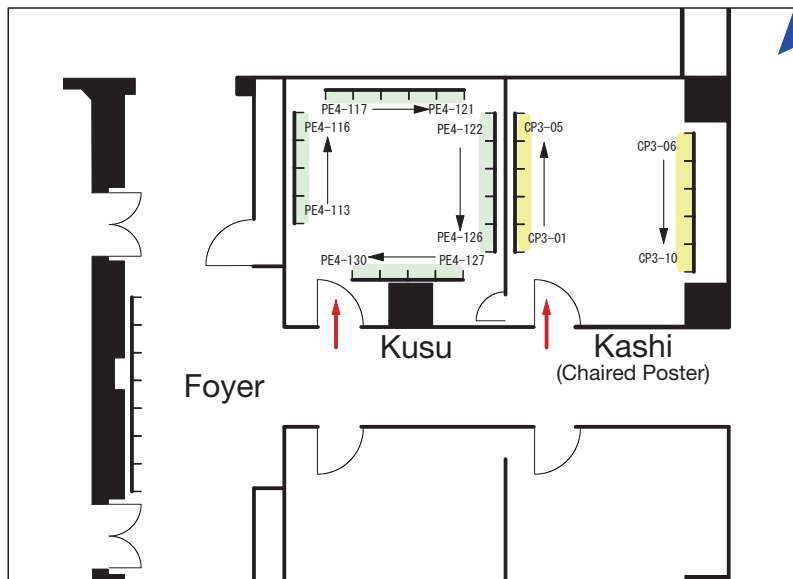 PE4-117
PE4-121
PE4-116
PE4-122
CP3-05
CP3-06
PE4-113
PE4-126
CP3-01
PE4-130
PE4-127
CP3-10
Kusu
Kashi
(Chaired Poster)
Foyer